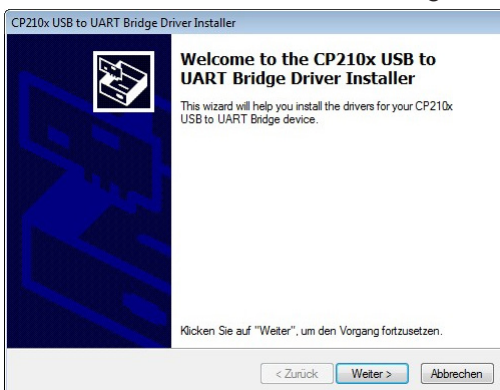 CP210x USB to UART Bridge Driver Installer
Welcome to the CP210x USB to
UART Bridge Driver Installer
This wizard will help you install the drivers for your CP210x
USB to UART Bridge device.
Klicken Sie auf "Weiter", um den Vorgang fortzusetzen.
< Zurück Weiter > Abbrechen